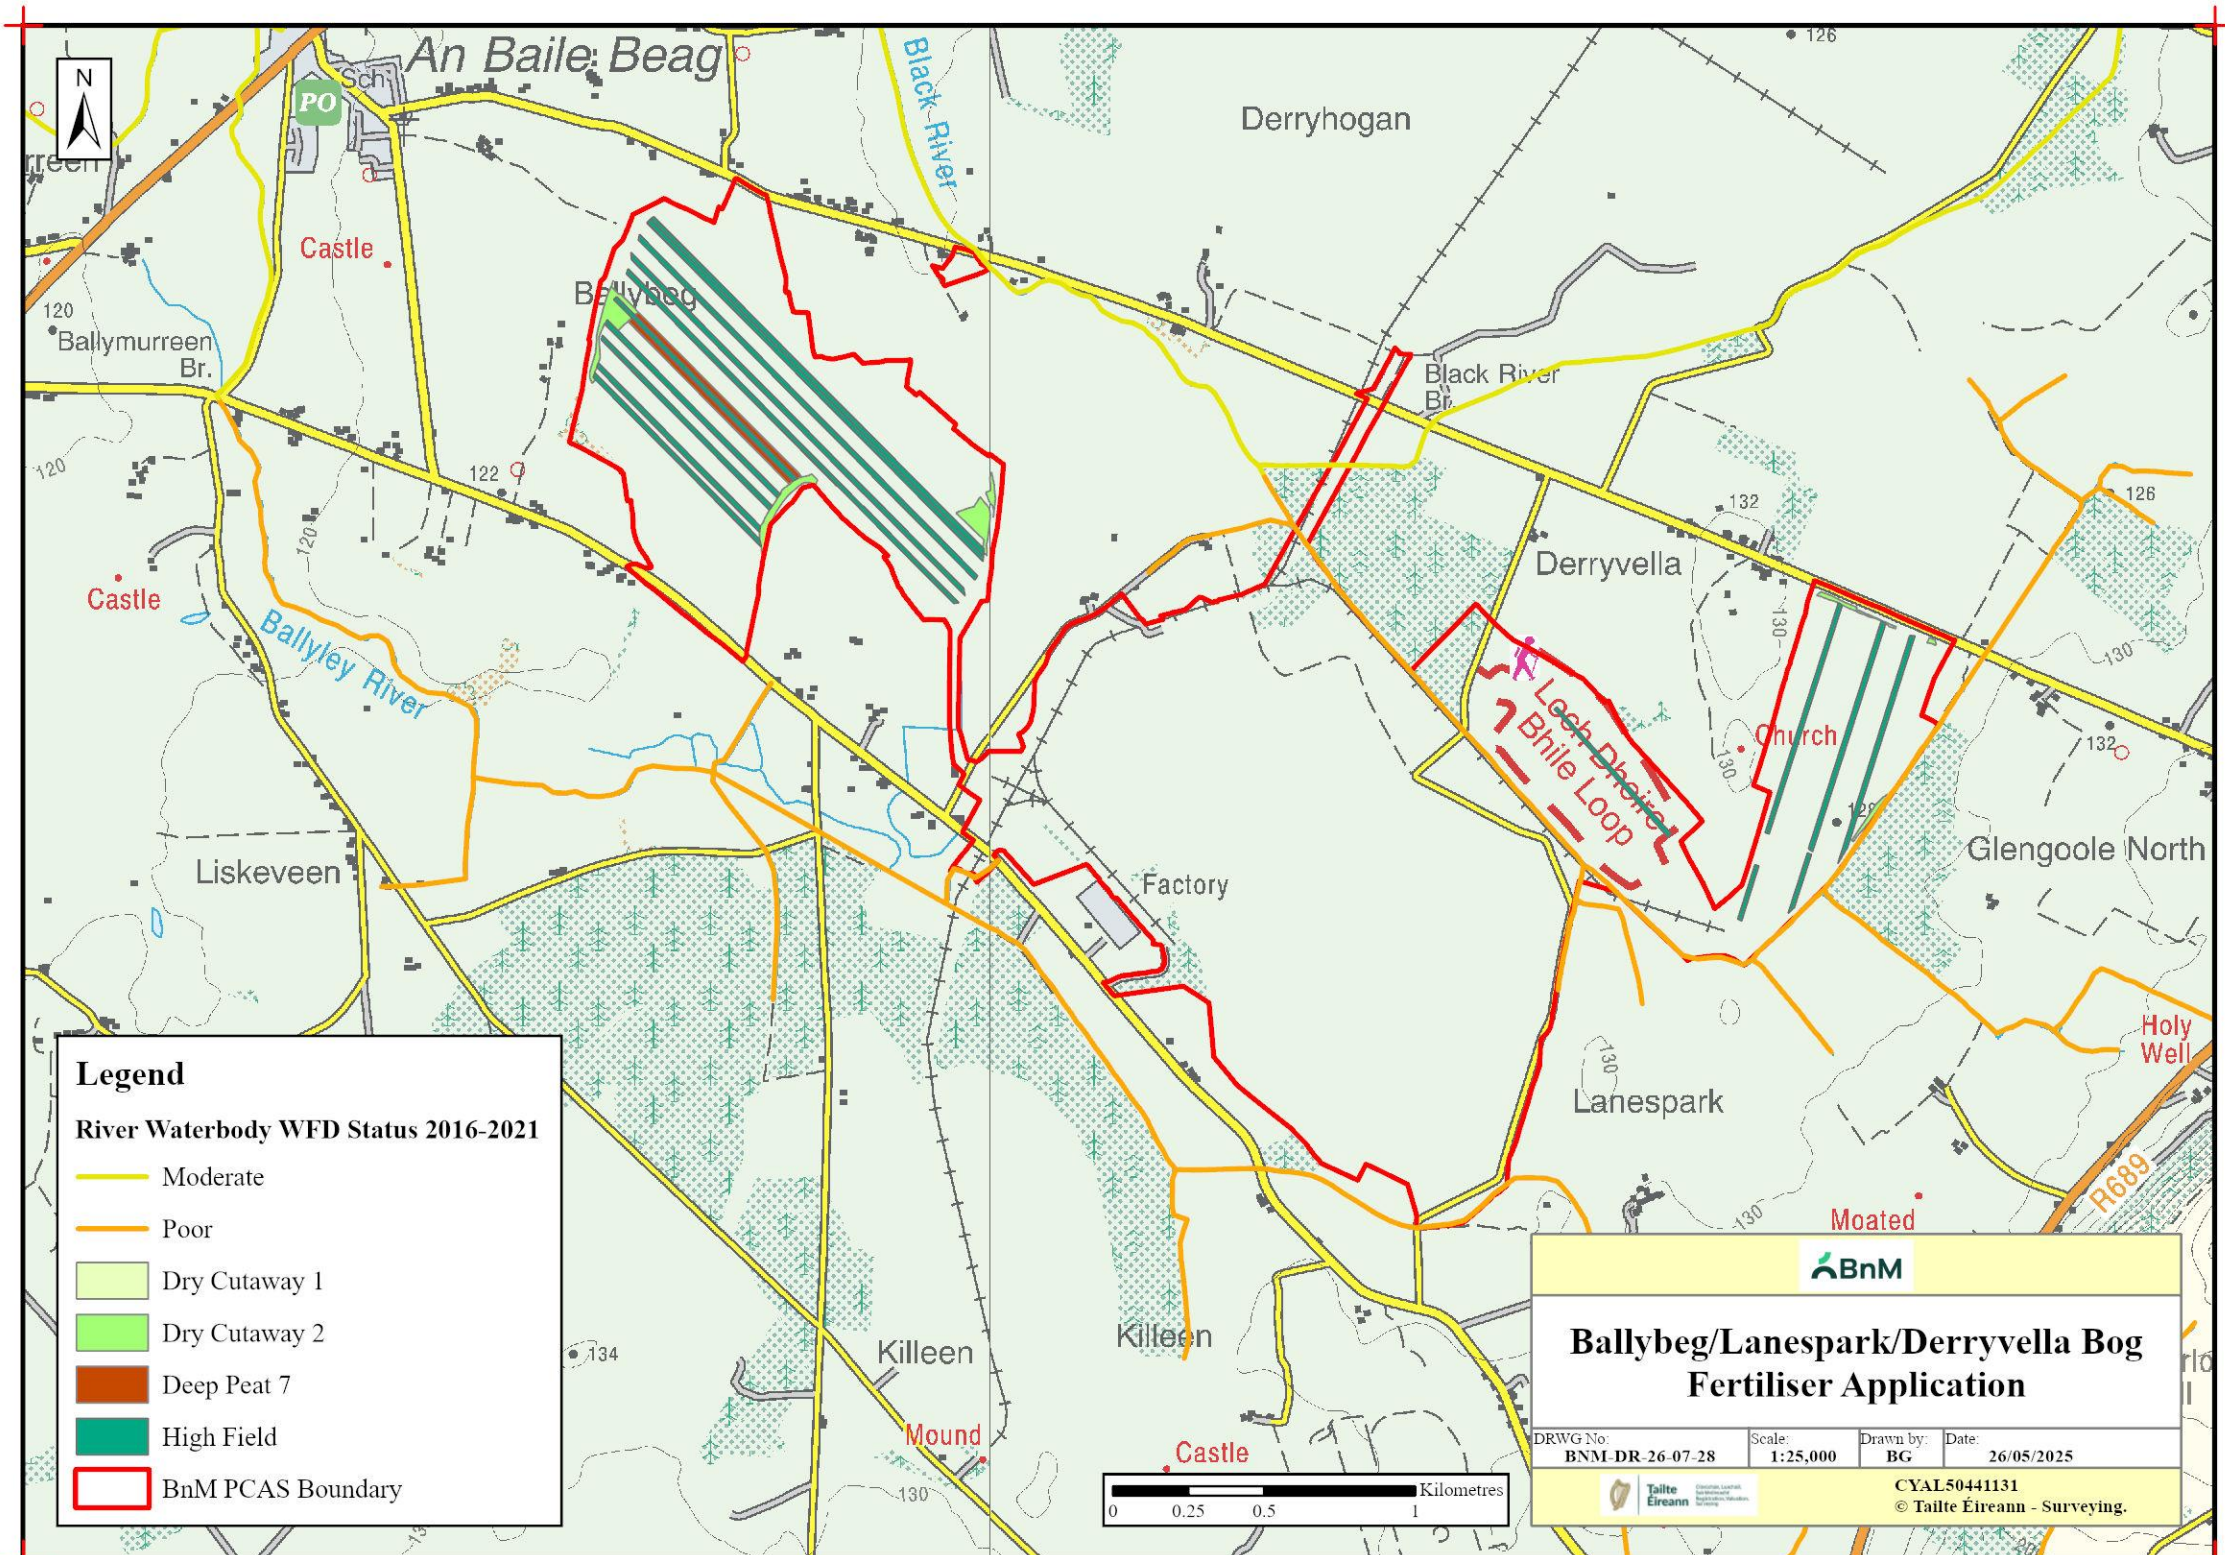 An Baile Beag
Sch
PO
N
Black River
126
Derryhogan
rreen
Castle
120
Ballymurreen
Br.
Ballybeg
Black River
Br.
120
122
120
Castle
Ballyley River
Liskeveen
132
Derryvella
130
126
130
132
Loch Dhoire
Bhile Loop
Church
130
128
Glengoole North
Factory
Holy
Well
130
Lanespark
R689
130
Moated
134
Killeen
Killeen
Mound
Castle
130
Legend
River Waterbody WFD Status 2016-2021
Moderate
Poor
Dry Cutaway 1
Dry Cutaway 2
Deep Peat 7
High Field
BnM PCAS Boundary
Kilometres
0 0.25 0.5 1
BnM
Ballybeg/Lanespark/Derryvella Bog
Fertiliser Application
DRWG No: Scale: Drawn by: Date:
BNM-DR-26-07-28 1:25,000 BG 26/05/2025
Tailte
Éireann
CYAL50441131
© Tailte Éireann - Surveying.